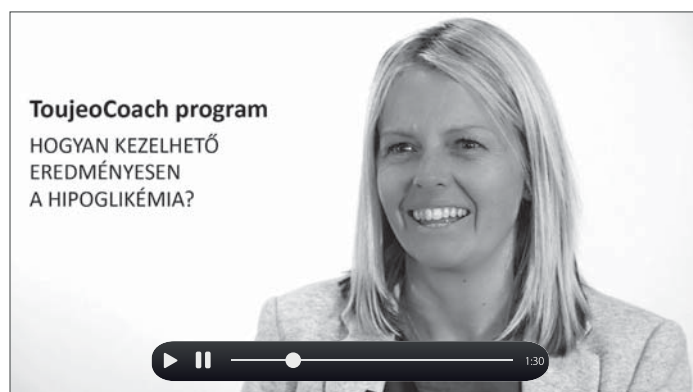 ToujeoCoach program
HOGYAN KEZELHETŐ
EREDMÉNYESEN
A HIPOGLIKÉMIA?
1:30